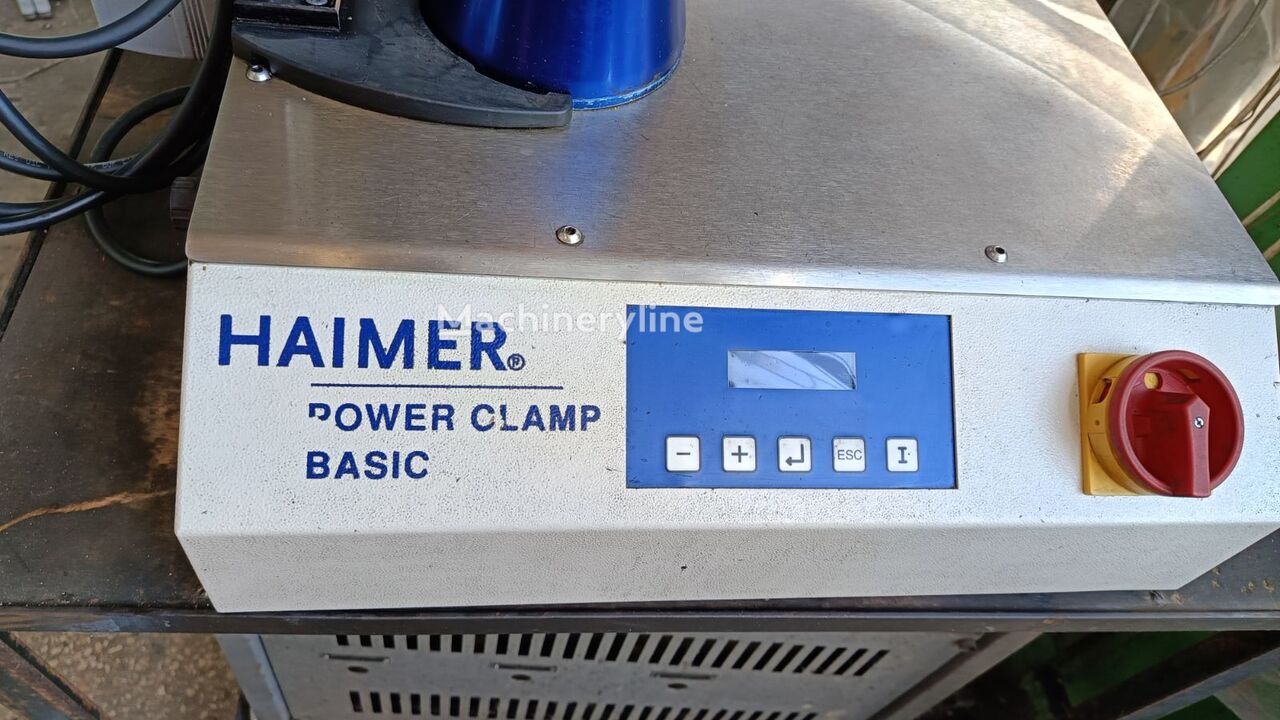 HAIMER®
Machineryline
POWER CLAMP
BASIC
- + ↵ ESC I